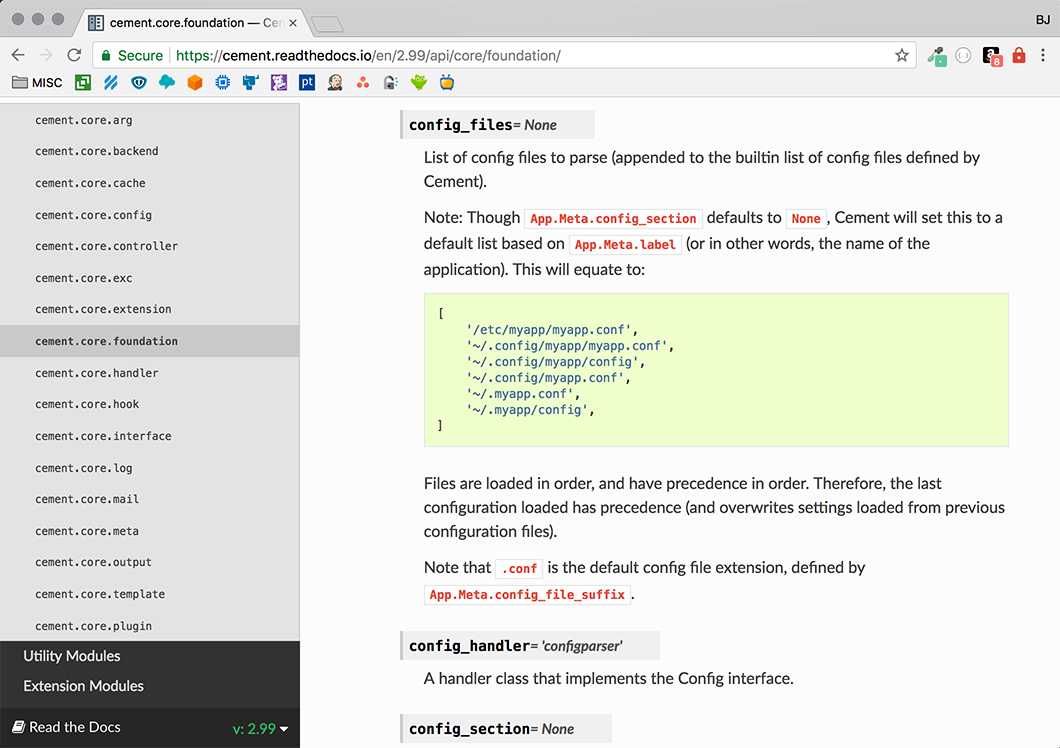 cement.core.foundation — Cer
BJ
Secure
https://cement.readthedocs.io/en/2.99/api/core/foundation/
8
MISC
pt
cement.core.arg
cement.core.backend
cement.core.cache
cement.core.config
cement.core.controller
cement.core.exc
cement.core.extension
cement.core.foundation
cement.core.handler
cement.core.hook
cement.core.interface
cement.core.log
cement.core.mail
cement.core.meta
cement.core.output
cement.core.template
cement.core.plugin
Utility Modules
Extension Modules
Read the Docs
v: 2.99
config_files= None
List of config files to parse (appended to the builtin list of config files defined by
Cement).
Note: Though App.Meta.config_section defaults to None , Cement will set this to a
default list based on App.Meta.label (or in other words, the name of the
application). This will equate to:
[
'/etc/myapp/myapp.conf',
'~/.config/myapp/myapp.conf',
'~/.config/myapp/config',
'~/.config/myapp.conf',
'~/.myapp.conf',
'~/.myapp/config',
]
Files are loaded in order, and have precedence in order. Therefore, the last
configuration loaded has precedence (and overwrites settings loaded from previous
configuration files).
Note that .conf is the default config file extension, defined by
App.Meta.config_file_suffix .
config_handler= 'configparser'
A handler class that implements the Config interface.
config_section= None